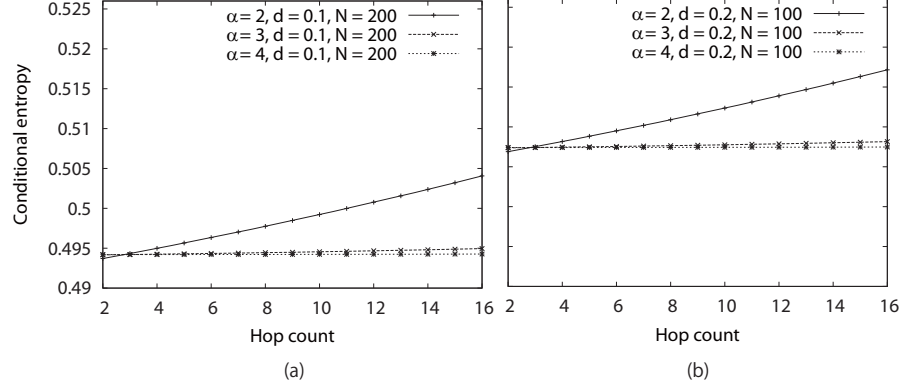 0.525
0.52
0.515
0.51
0.505
0.5
0.495
0.49
Conditional entropy
α= 2, d = 0.1, N = 200
α= 3, d = 0.1, N = 200
α= 4, d = 0.1, N = 200
2 4 6 8 10 12 14 16
Hop count
(a)
α= 2, d = 0.2, N = 100
α= 3, d = 0.2, N = 100
α= 4, d = 0.2, N = 100
2 4 6 8 10 12 14 16
Hop count
(b)